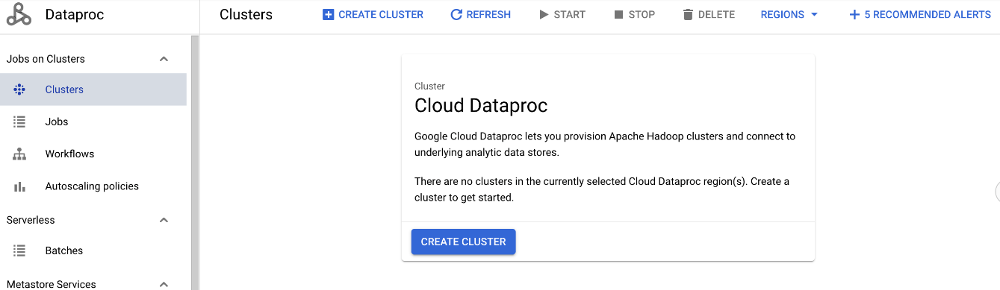 Dataproc
Clusters
CREATE CLUSTER
REFRESH
START
STOP
DELETE
REGIONS
5 RECOMMENDED ALERTS
Jobs on Clusters
Clusters
Jobs
Workflows
Autoscaling policies
Serverless
Batches
Metastore Services
Cluster
Cloud Dataproc
Google Cloud Dataproc lets you provision Apache Hadoop clusters and connect to
underlying analytic data stores.
There are no clusters in the currently selected Cloud Dataproc region(s). Create a
cluster to get started.
CREATE CLUSTER